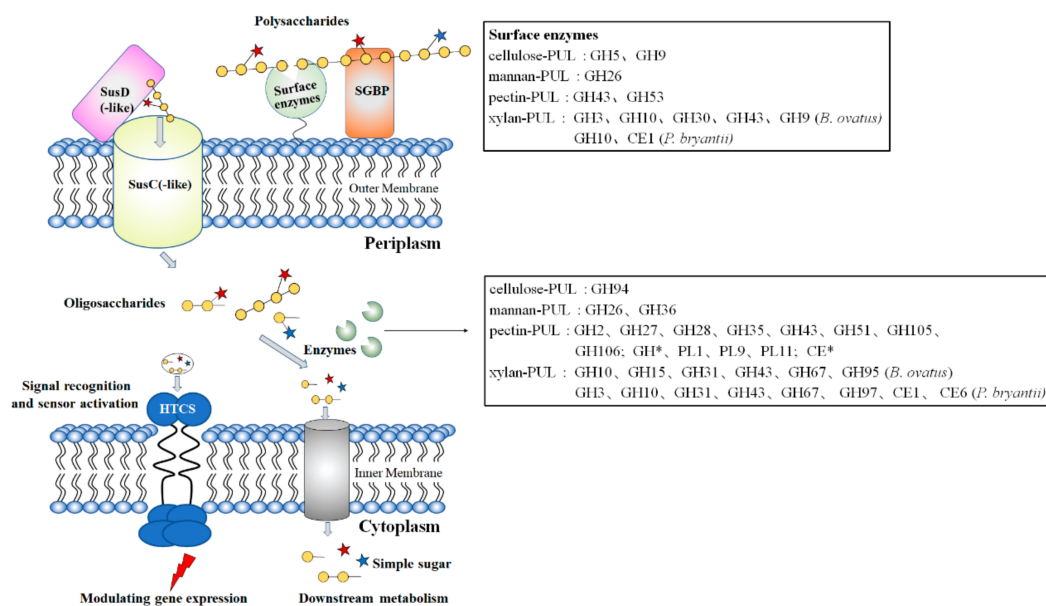 Polysaccharides
SusD
(-like)
Surface
enzymes
SGBP
SusC(-like)
Outer Membrane
Periplasm
Surface enzymes
cellulose-PUL : GH5、GH9
mannan-PUL : GH26
pectin-PUL : GH43、GH53
xylan-PUL : GH3、GH10、GH30、GH43、GH9 (B. ovatus)
GH10、CE1 (P. bryantii)
Oligosaccharides
Enzymes
cellulose-PUL : GH94
mannan-PUL : GH26、GH36
pectin-PUL : GH2、GH27、GH28、GH35、GH43、GH51、GH105、
GH106; GH*、PL1、PL9、PL11; CE*
xylan-PUL : GH10、GH15、GH31、GH43、GH67、GH95 (B. ovatus)
GH3、GH10、GH31、GH43、GH67、 GH97、CE1、 CE6 (P. bryantii)
Signal recognition
and sensor activation
HTCS
Inner Membrane
Cytoplasm
Simple sugar
Modulating gene expression
Downstream metabolism